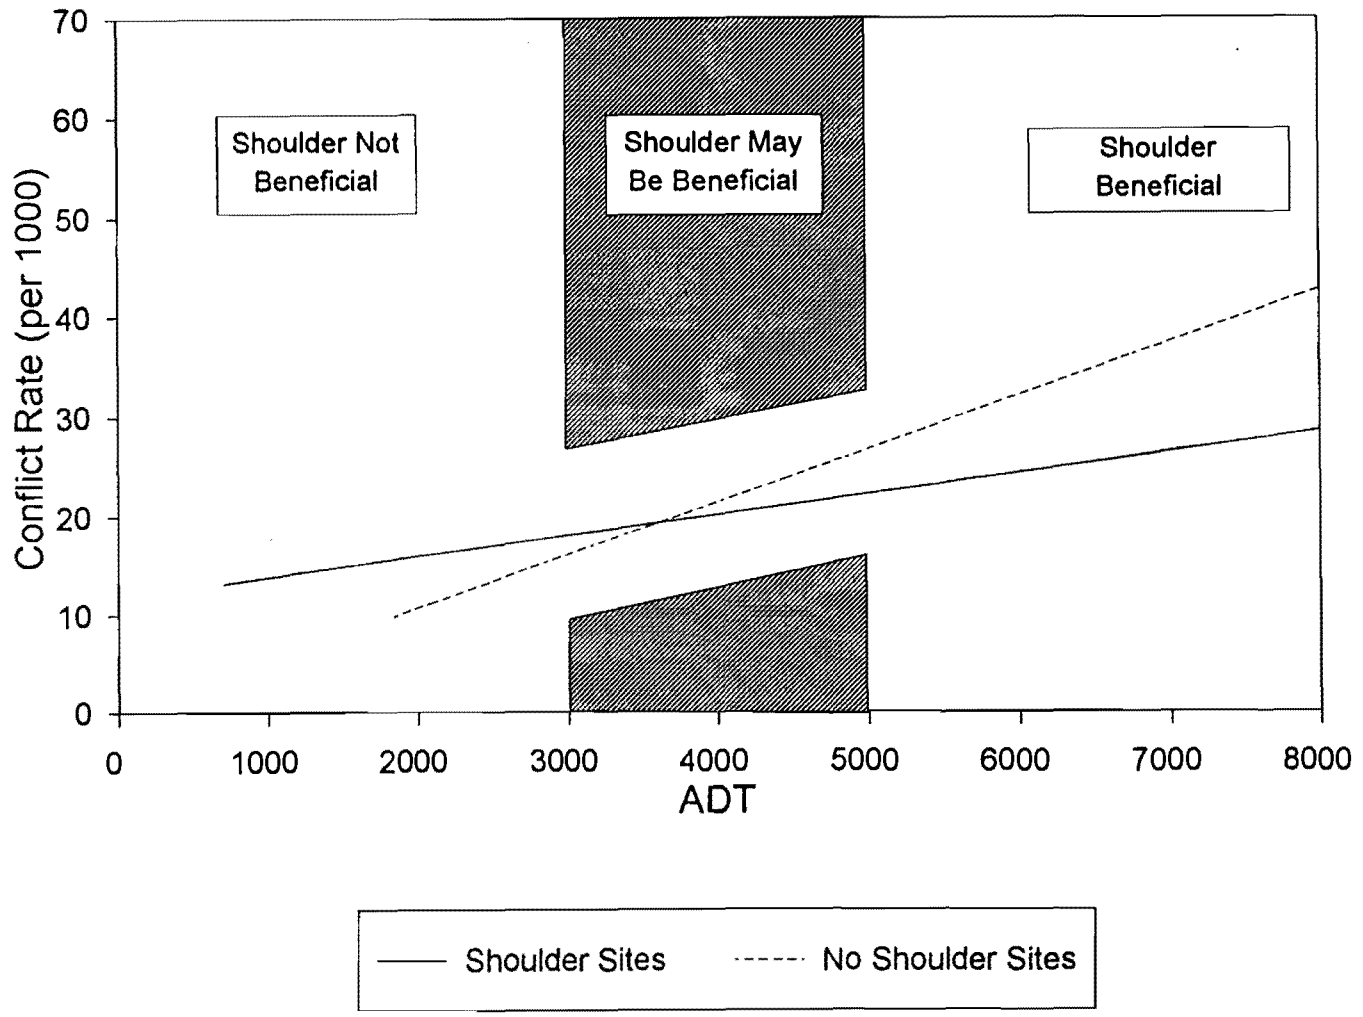 70
60
50
40
30
20
10
0
Conflict Rate (per 1000)
Shoulder Not
Beneficial
Shoulder May
Be Beneficial
Shoulder
Beneficial
0 1000 2000 3000 4000 5000 6000 7000 8000
ADT
Shoulder Sites No Shoulder Sites